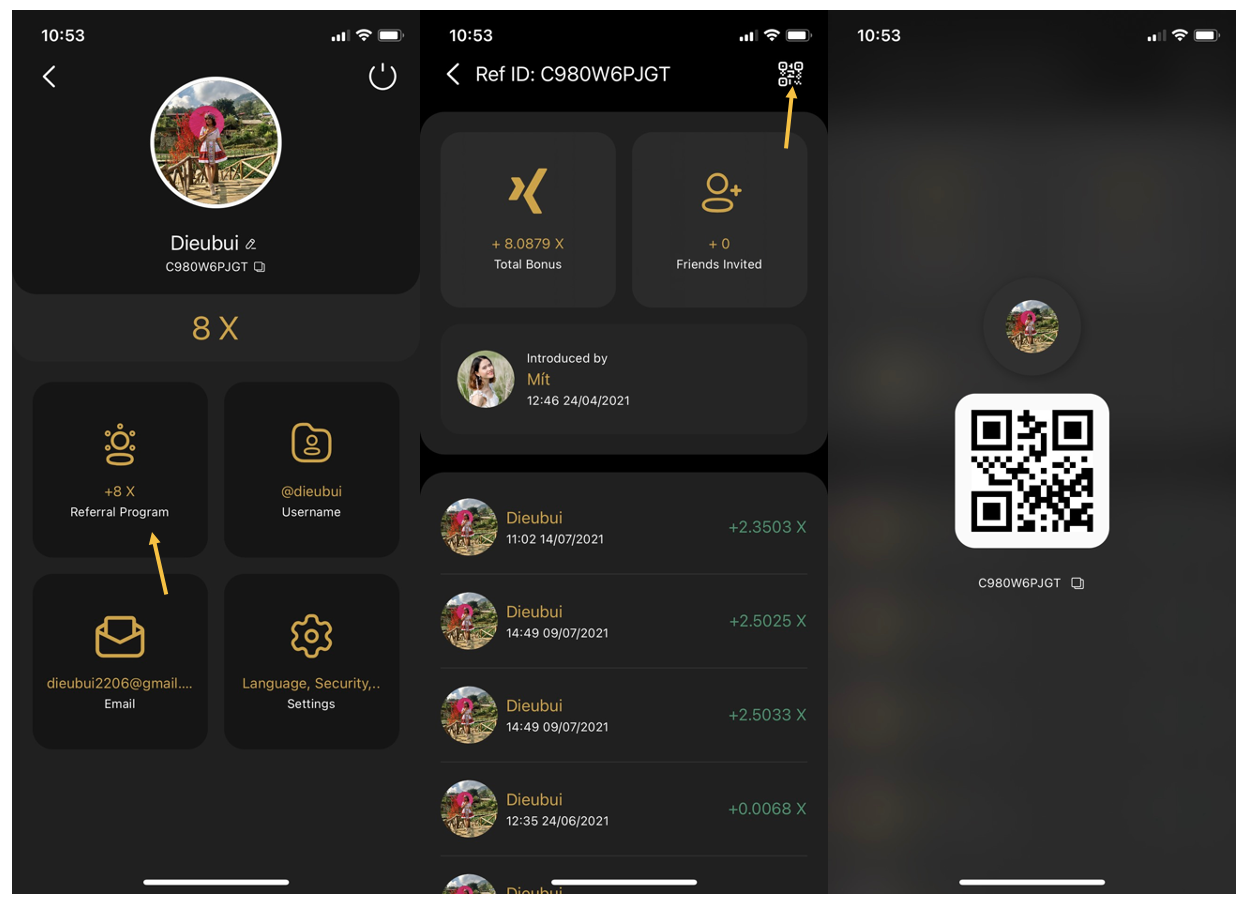 10:53
Dieubui
C980W6PJGT
8 X
+8 X
Referral Program
@dieubui
Username
dieubui2206@gmail....
Email
Language, Security,..
Settings
10:53
Ref ID: C980W6PJGT
+ 8.0879 X
Total Bonus
+ 0
Friends Invited
Introduced by
Mít
12:46 24/04/2021
Dieubui
11:02 14/07/2021
+2.3503 X
Dieubui
14:49 09/07/2021
+2.5025 X
Dieubui
14:49 09/07/2021
+2.5033 X
Dieubui
12:35 24/06/2021
+0.0068 X
Dieubui
10:53
C980W6PJGT